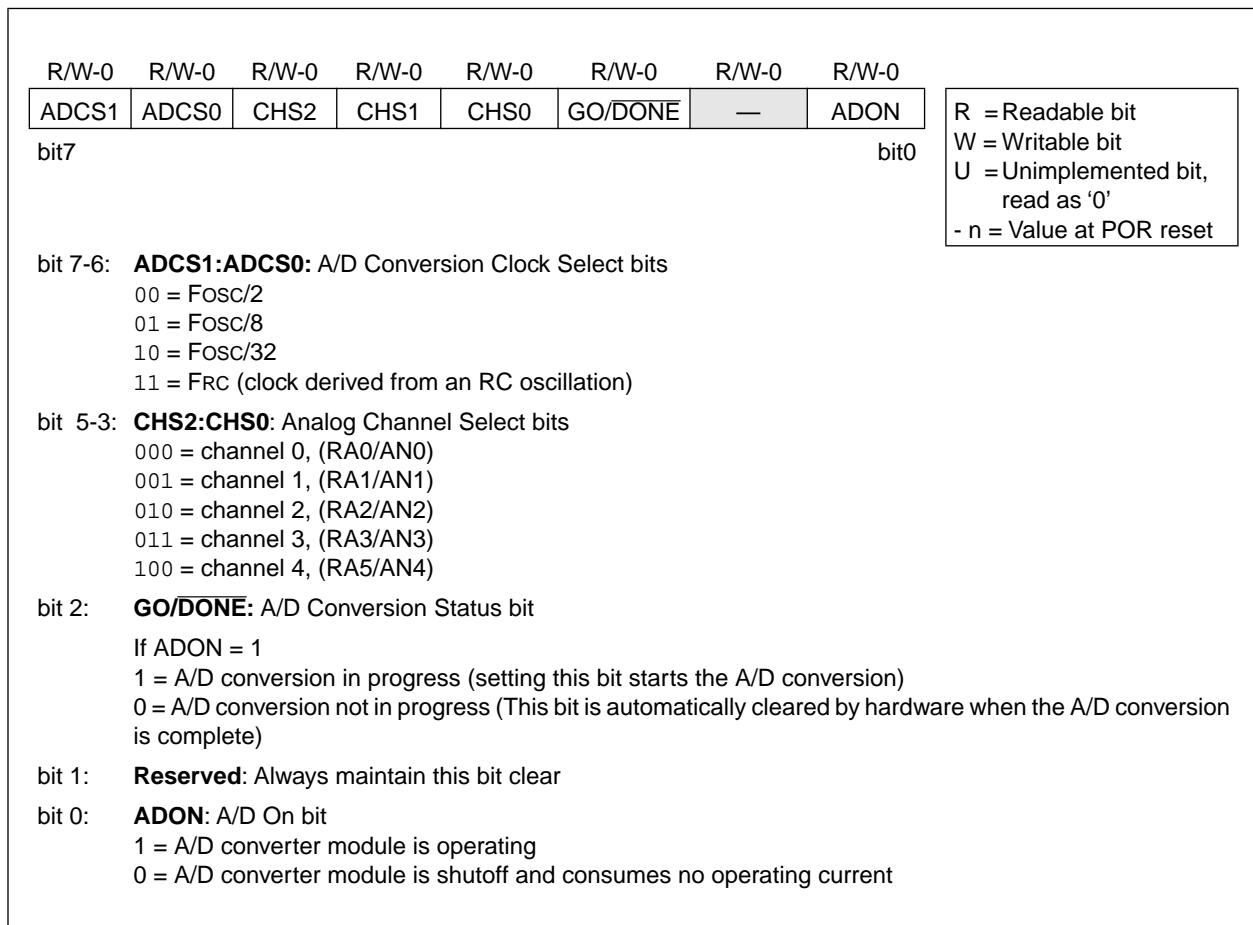 R/W-0 R/W-0 R/W-0 R/W-0 R/W-0 R/W-0 R/W-0 R/W-0
ADCS1 ADCS0 CHS2 CHS1 CHS0 GO/D̅O̅N̅E̅ — ADON
bit7 bit0
R =Readable bit
W =Writable bit
U =Unimplemented bit,
read as ‘0’
- n = Value at POR reset
bit 7-6: ADCS1:ADCS0: A/D Conversion Clock Select bits
00 = FOSC/2
01 = FOSC/8
10 = FOSC/32
11 = FRC (clock derived from an RC oscillation)
bit 5-3: CHS2:CHS0: Analog Channel Select bits
000 = channel 0, (RA0/AN0)
001 = channel 1, (RA1/AN1)
010 = channel 2, (RA2/AN2)
011 = channel 3, (RA3/AN3)
100 = channel 4, (RA5/AN4)
bit 2: GO/D̅O̅N̅E̅: A/D Conversion Status bit
If ADON = 1
1 = A/D conversion in progress (setting this bit starts the A/D conversion)
0 = A/D conversion not in progress (This bit is automatically cleared by hardware when the A/D conversion
is complete)
bit 1: Reserved: Always maintain this bit clear
bit 0: ADON: A/D On bit
1 = A/D converter module is operating
0 = A/D converter module is shutoff and consumes no operating current